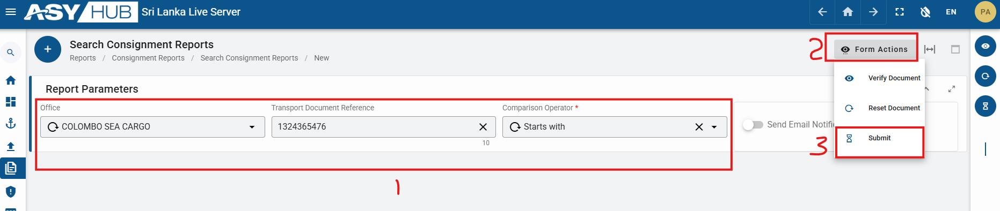 ASY HUB Sri Lanka Live Server EN PA
Search Consignment Reports
Reports / Consignment Reports / Search Consignment Reports / New
2
Form Actions
Verify Document
Reset Document
Submit
3
Report Parameters
Office Transport Document Reference Comparison Operator *
COLOMBO SEA CARGO 1324365476 Starts with
Send Email Notific
10
1